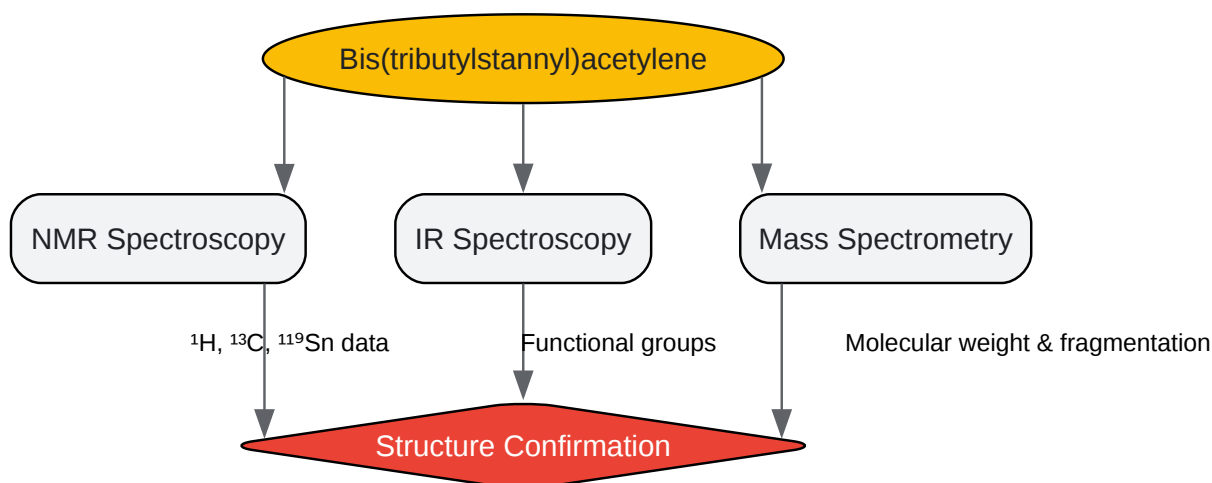 Bis(tributylstannyl)acetylene
NMR Spectroscopy
IR Spectroscopy
Mass Spectrometry
¹H, ¹³C, ¹¹⁹Sn data
Functional groups
Molecular weight & fragmentation
Structure Confirmation